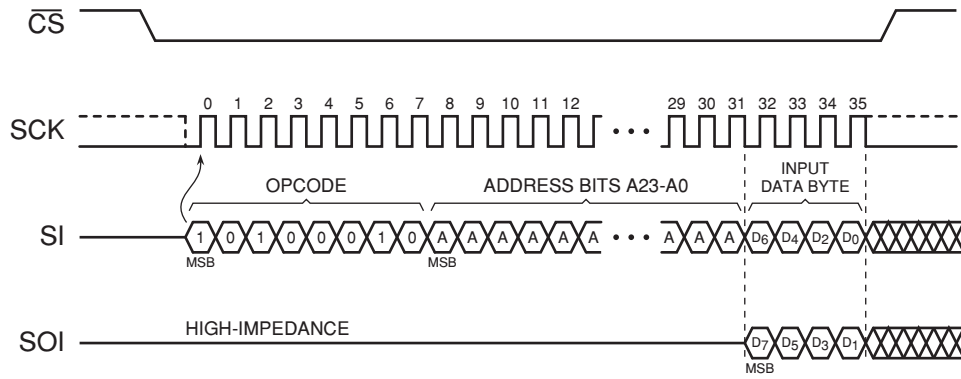 CS
SCK
0 1 2 3 4 5 6 7 8 9 10 11 12 29 30 31 32 33 34 35
OPCODE
ADDRESS BITS A23-A0
INPUT
DATA BYTE
SI
1 0 1 0 0 0 1 0 A A A A A A A A A D6 D4 D2 D0
MSB MSB
SOI
HIGH-IMPEDANCE
D7 D5 D3 D1
MSB